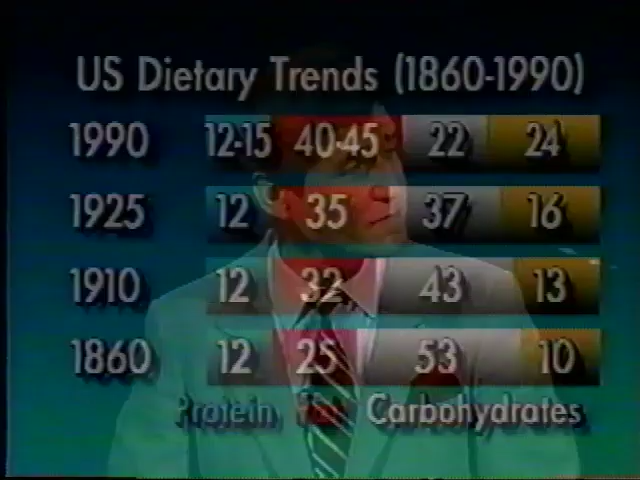 US Dietary Trends (1860-1990)
1990 12-15 40-45 22 24
1925 12 35 37 16
1910 12 32 43 13
1860 12 25 53 10
Protein, Fat Carbohydrates